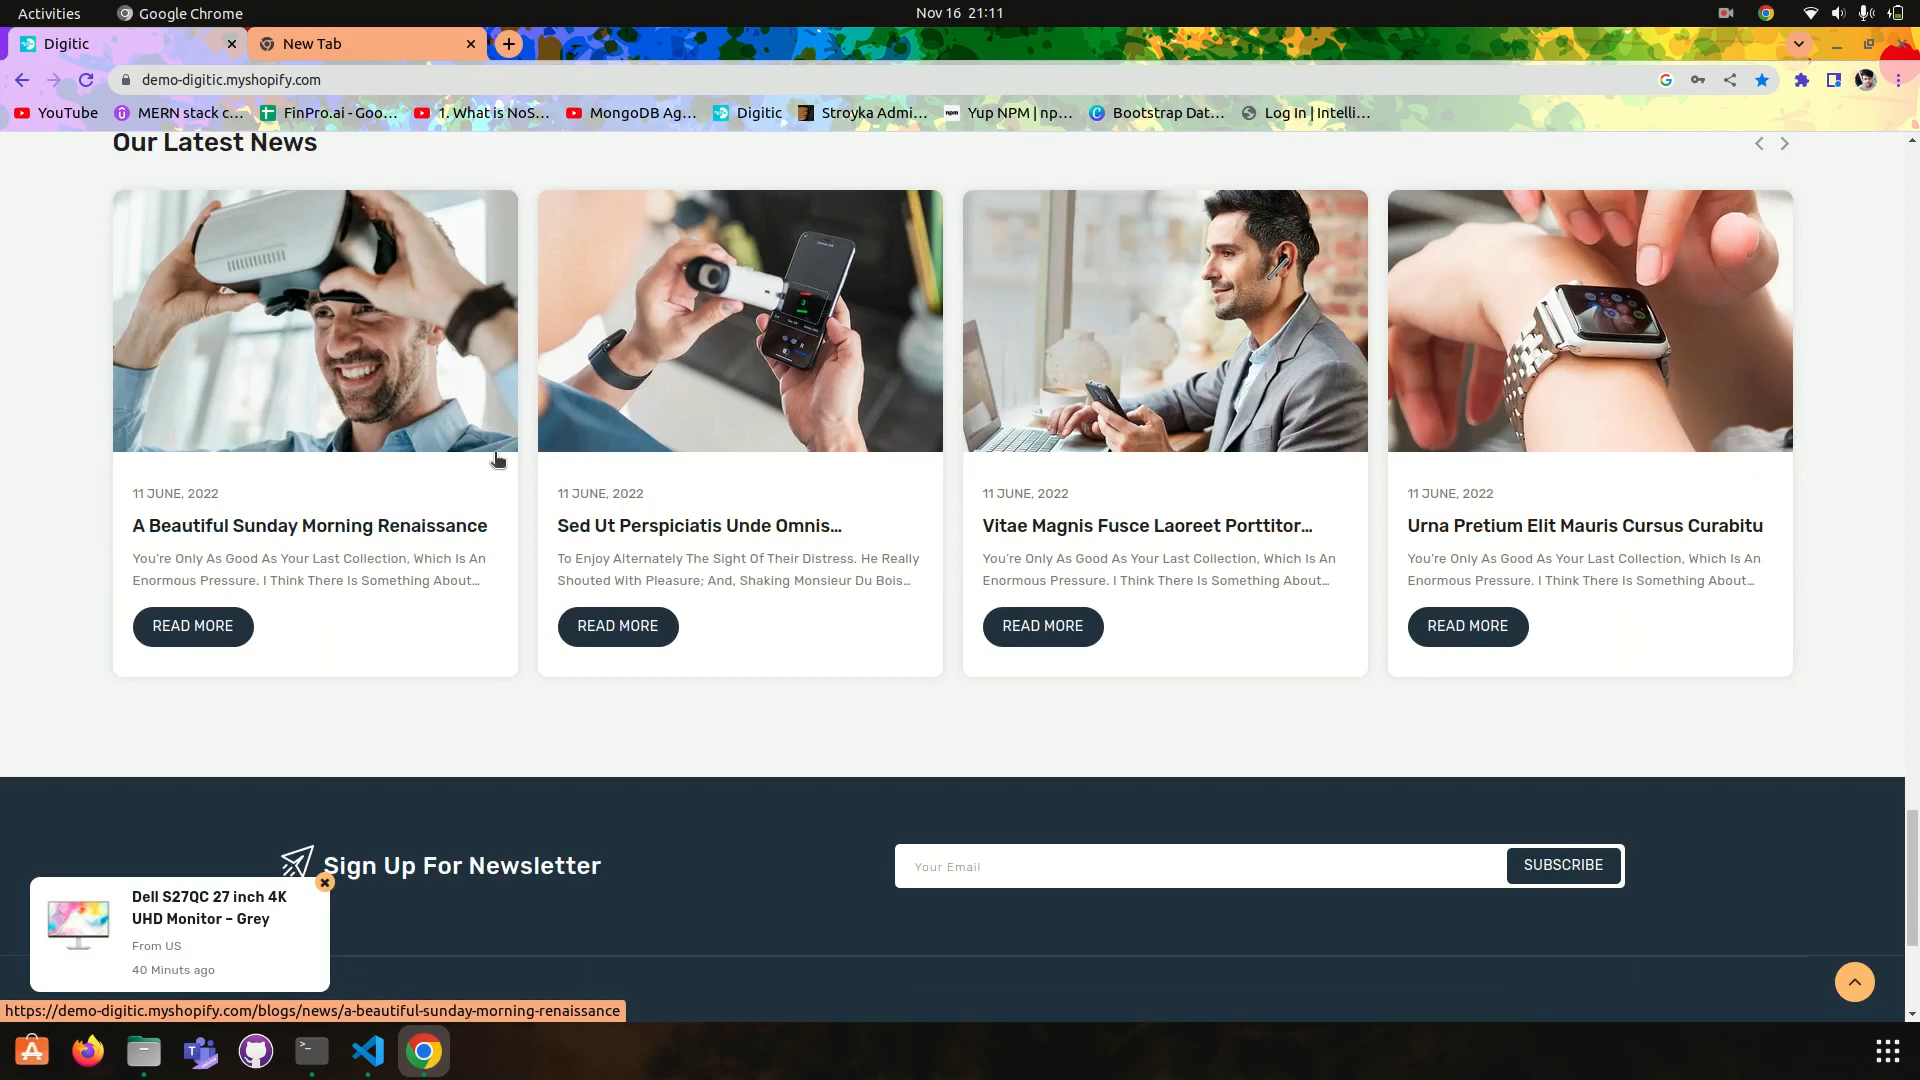 Activities
Google Chrome
Nov 16 21:11
Digitic
New Tab
demo-digitic.myshopify.com
YouTube
MERN stack c...
FinPro.ai - Goo...
1. What is NoS...
MongoDB Ag...
Digitic
Stroyka Admi...
Yup NPM | np...
Bootstrap Dat...
Log In | Intelli...
Our Latest News
11 JUNE, 2022
A Beautiful Sunday Morning Renaissance
You're Only As Good As Your Last Collection, Which Is An
Enormous Pressure. I Think There Is Something About...
READ MORE
11 JUNE, 2022
Sed Ut Perspiciatis Unde Omnis...
To Enjoy Alternately The Sight Of Their Distress. He Really
Shouted With Pleasure; And, Shaking Monsieur Du Bois...
READ MORE
11 JUNE, 2022
Vitae Magnis Fusce Laoreet Porttitor...
You're Only As Good As Your Last Collection, Which Is An
Enormous Pressure. I Think There Is Something About...
READ MORE
11 JUNE, 2022
Urna Pretium Elit Mauris Cursus Curabitu
You're Only As Good As Your Last Collection, Which Is An
Enormous Pressure. I Think There Is Something About...
READ MORE
Sign Up For Newsletter
Your Email
SUBSCRIBE
Dell S27QC 27 inch 4K
UHD Monitor – Grey
From US
40 Minuts ago
https://demo-digitic.myshopify.com/blogs/news/a-beautiful-sunday-morning-renaissance